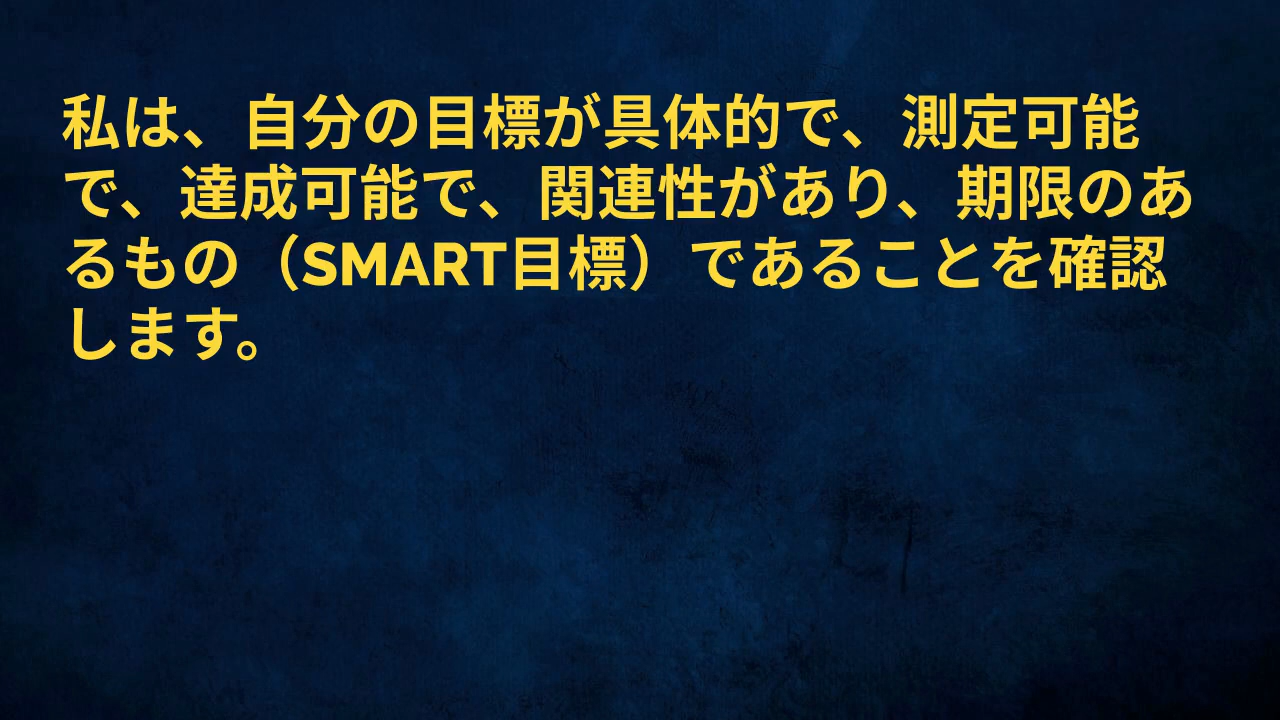 私は、自分の目標が具体的で、測定可能
で、達成可能で、関連性があり、期限のあ
るもの（SMART目標）であることを確認
します。